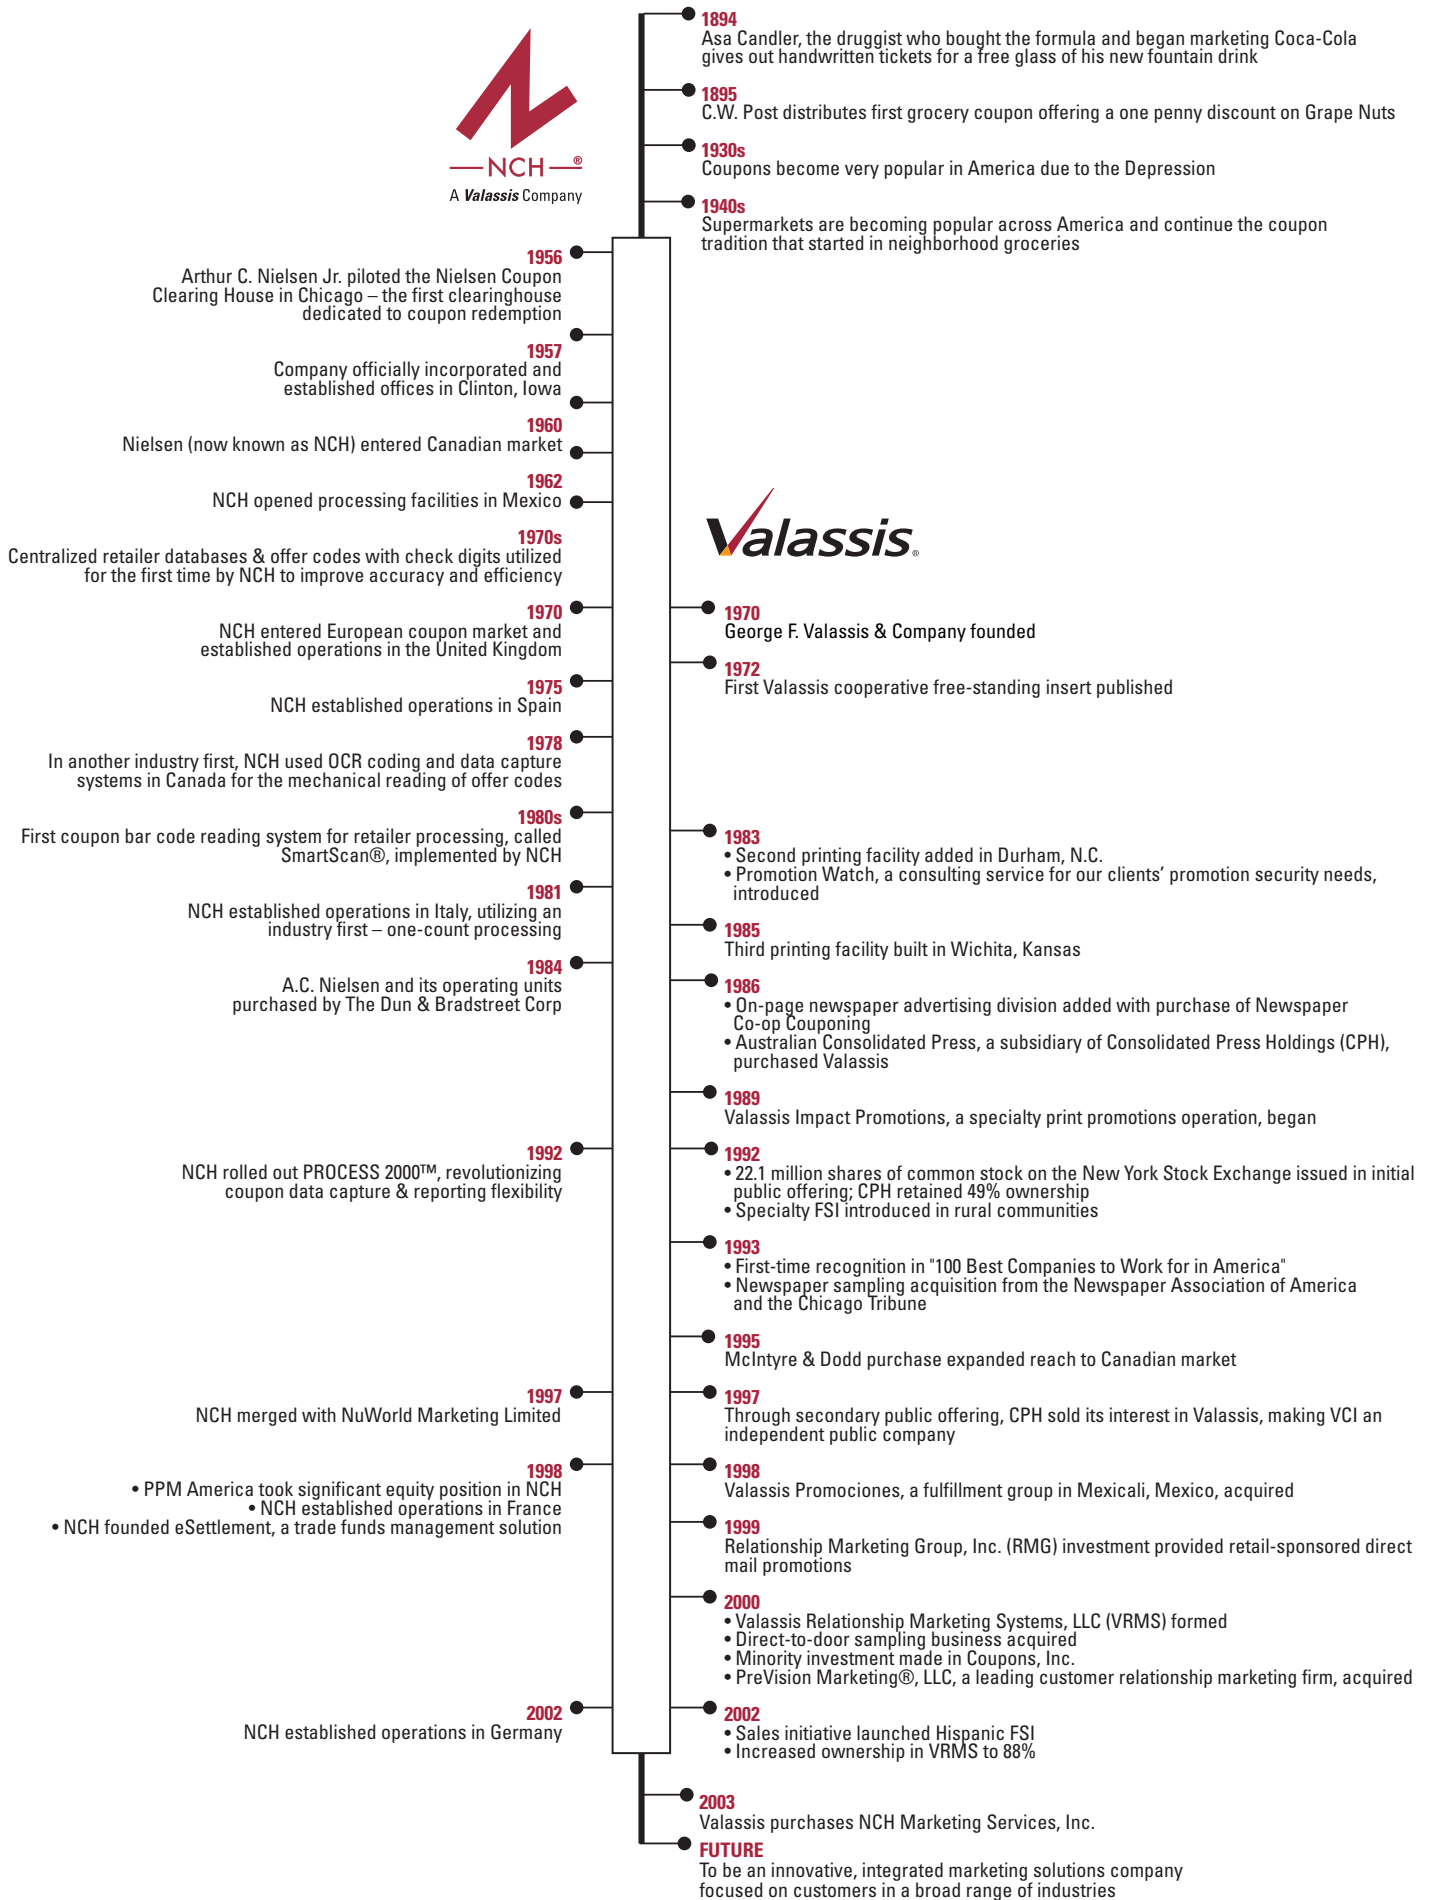 1894
Asa Candler, the druggist who bought the formula and began marketing Coca-Cola
gives out handwritten tickets for a free glass of his new fountain drink
1895
C.W. Post distributes first grocery coupon offering a one penny discount on Grape Nuts
1930s
Coupons become very popular in America due to the Depression
1940s
Supermarkets are becoming popular across America and continue the coupon
tradition that started in neighborhood groceries
NCH®
A Valassis Company
1956
Arthur C. Nielsen Jr. piloted the Nielsen Coupon
Clearing House in Chicago – the first clearinghouse
dedicated to coupon redemption
1957
Company officially incorporated and
established offices in Clinton, Iowa
1960
Nielsen (now known as NCH) entered Canadian market
1962
NCH opened processing facilities in Mexico
1970s
Centralized retailer databases & offer codes with check digits utilized
for the first time by NCH to improve accuracy and efficiency
1970
NCH entered European coupon market and
established operations in the United Kingdom
1975
NCH established operations in Spain
1978
In another industry first, NCH used OCR coding and data capture
systems in Canada for the mechanical reading of offer codes
1980s
First coupon bar code reading system for retailer processing, called
SmartScan®, implemented by NCH
1981
NCH established operations in Italy, utilizing an
industry first – one-count processing
1984
A.C. Nielsen and its operating units
purchased by The Dun & Bradstreet Corp
1992
NCH rolled out PROCESS 2000™, revolutionizing
coupon data capture & reporting flexibility
1997
NCH merged with NuWorld Marketing Limited
1998
• PPM America took significant equity position in NCH
• NCH established operations in France
• NCH founded eSettlement, a trade funds management solution
2002
NCH established operations in Germany
Valassis®
1970
George F. Valassis & Company founded
1972
First Valassis cooperative free-standing insert published
1983
• Second printing facility added in Durham, N.C.
• Promotion Watch, a consulting service for our clients’ promotion security needs,
introduced
1985
Third printing facility built in Wichita, Kansas
1986
• On-page newspaper advertising division added with purchase of Newspaper
Co-op Couponing
• Australian Consolidated Press, a subsidiary of Consolidated Press Holdings (CPH),
purchased Valassis
1989
Valassis Impact Promotions, a specialty print promotions operation, began
1992
• 22.1 million shares of common stock on the New York Stock Exchange issued in initial
public offering; CPH retained 49% ownership
• Specialty FSI introduced in rural communities
1993
• First-time recognition in "100 Best Companies to Work for in America"
• Newspaper sampling acquisition from the Newspaper Association of America
and the Chicago Tribune
1995
McIntyre & Dodd purchase expanded reach to Canadian market
1997
Through secondary public offering, CPH sold its interest in Valassis, making VCI an
independent public company
1998
Valassis Promociones, a fulfillment group in Mexicali, Mexico, acquired
1999
Relationship Marketing Group, Inc. (RMG) investment provided retail-sponsored direct
mail promotions
2000
• Valassis Relationship Marketing Systems, LLC (VRMS) formed
• Direct-to-door sampling business acquired
• Minority investment made in Coupons, Inc.
• PreVision Marketing®, LLC, a leading customer relationship marketing firm, acquired
2002
• Sales initiative launched Hispanic FSI
• Increased ownership in VRMS to 88%
2003
Valassis purchases NCH Marketing Services, Inc.
FUTURE
To be an innovative, integrated marketing solutions company
focused on customers in a broad range of industries